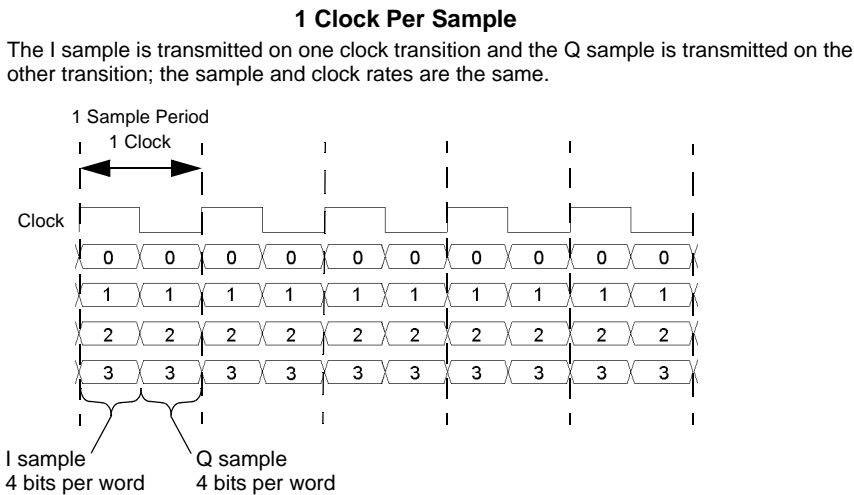 1 Clock Per Sample
The I sample is transmitted on one clock transition and the Q sample is transmitted on the
other transition; the sample and clock rates are the same.
1 Sample Period
1 Clock
Clock
0 0 0 0 0 0 0 0 0 0
1 1 1 1 1 1 1 1 1 1
2 2 2 2 2 2 2 2 2 2
3 3 3 3 3 3 3 3 3 3
I sample Q sample
4 bits per word 4 bits per word